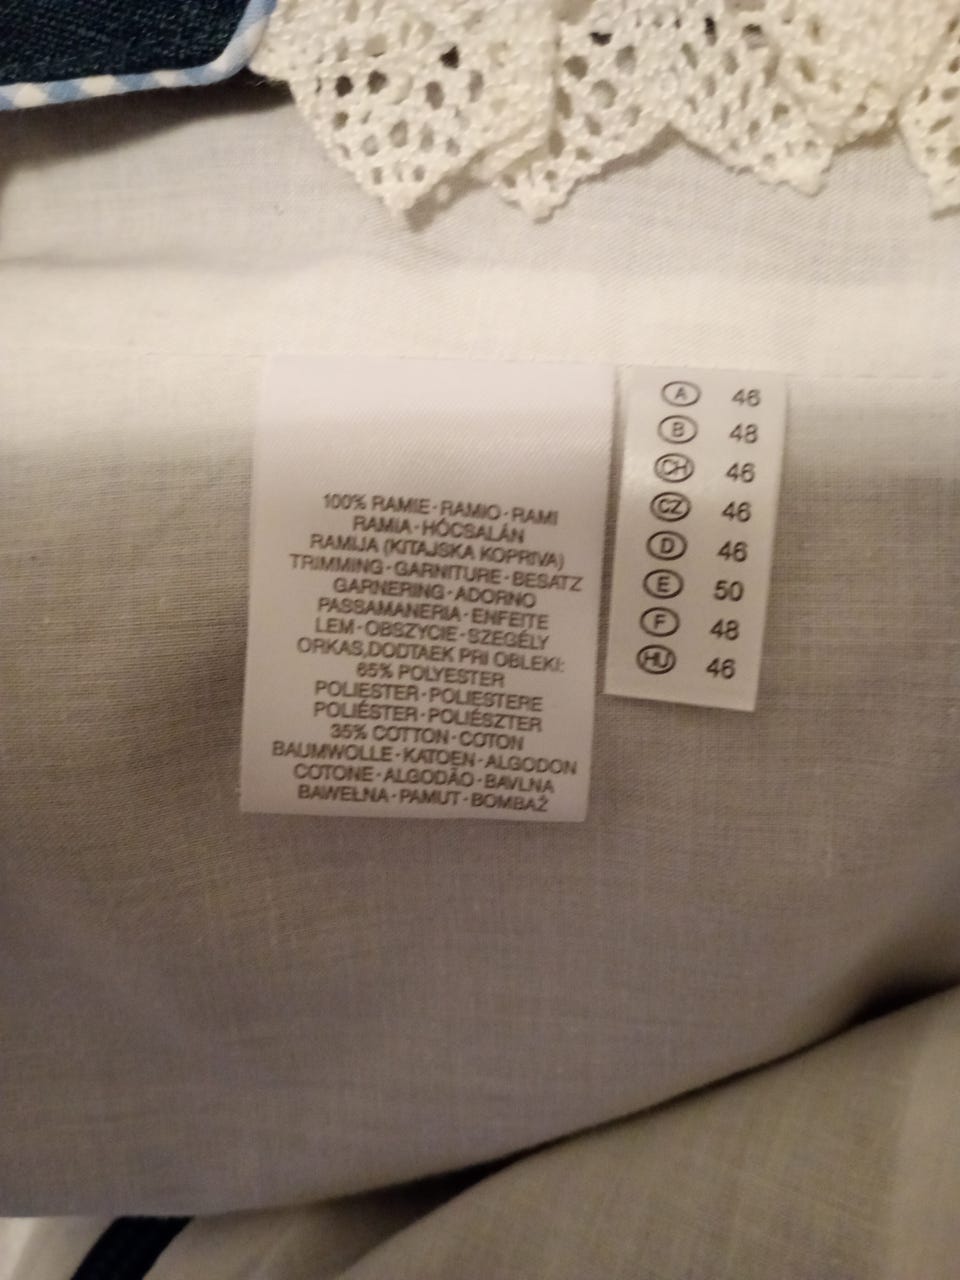 100% RAMIE · RAMIO · RAMI
RAMIA · HÓCSALÁN
RAMIJA (KITAJSKA KOPRIVA)
TRIMMING · GARNITURE · BESATZ
GARNERING · ADORNO
PASSAMANERIA · ENFEITE
LEM · OBSZYCIE · SZEGÉLY
ORKAS,DODTAEK PRI OBLEKI:
65% POLYESTER
POLIESTER · POLIESTERE
POLIÉSTER · POLIÉSZTER
35% COTTON · COTON
BAUMWOLLE · KATOEN · ALGODON
COTONE · ALGODÃO · BAVLNA
BAWEŁNA · PAMUT · BOMBAŽ
A 46
B 48
CH 46
CZ 46
D 46
E 50
F 48
HU 46